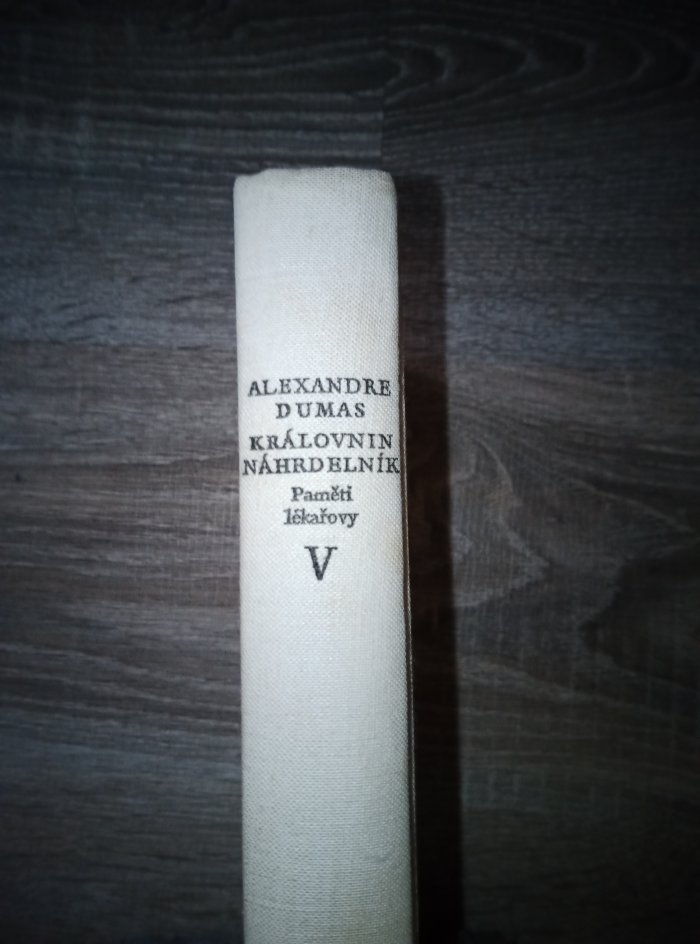 ALEXANDRE
DUMAS
KRÁLOVNIN
NÁHRDELNÍK
Paměti
lékařovy
V